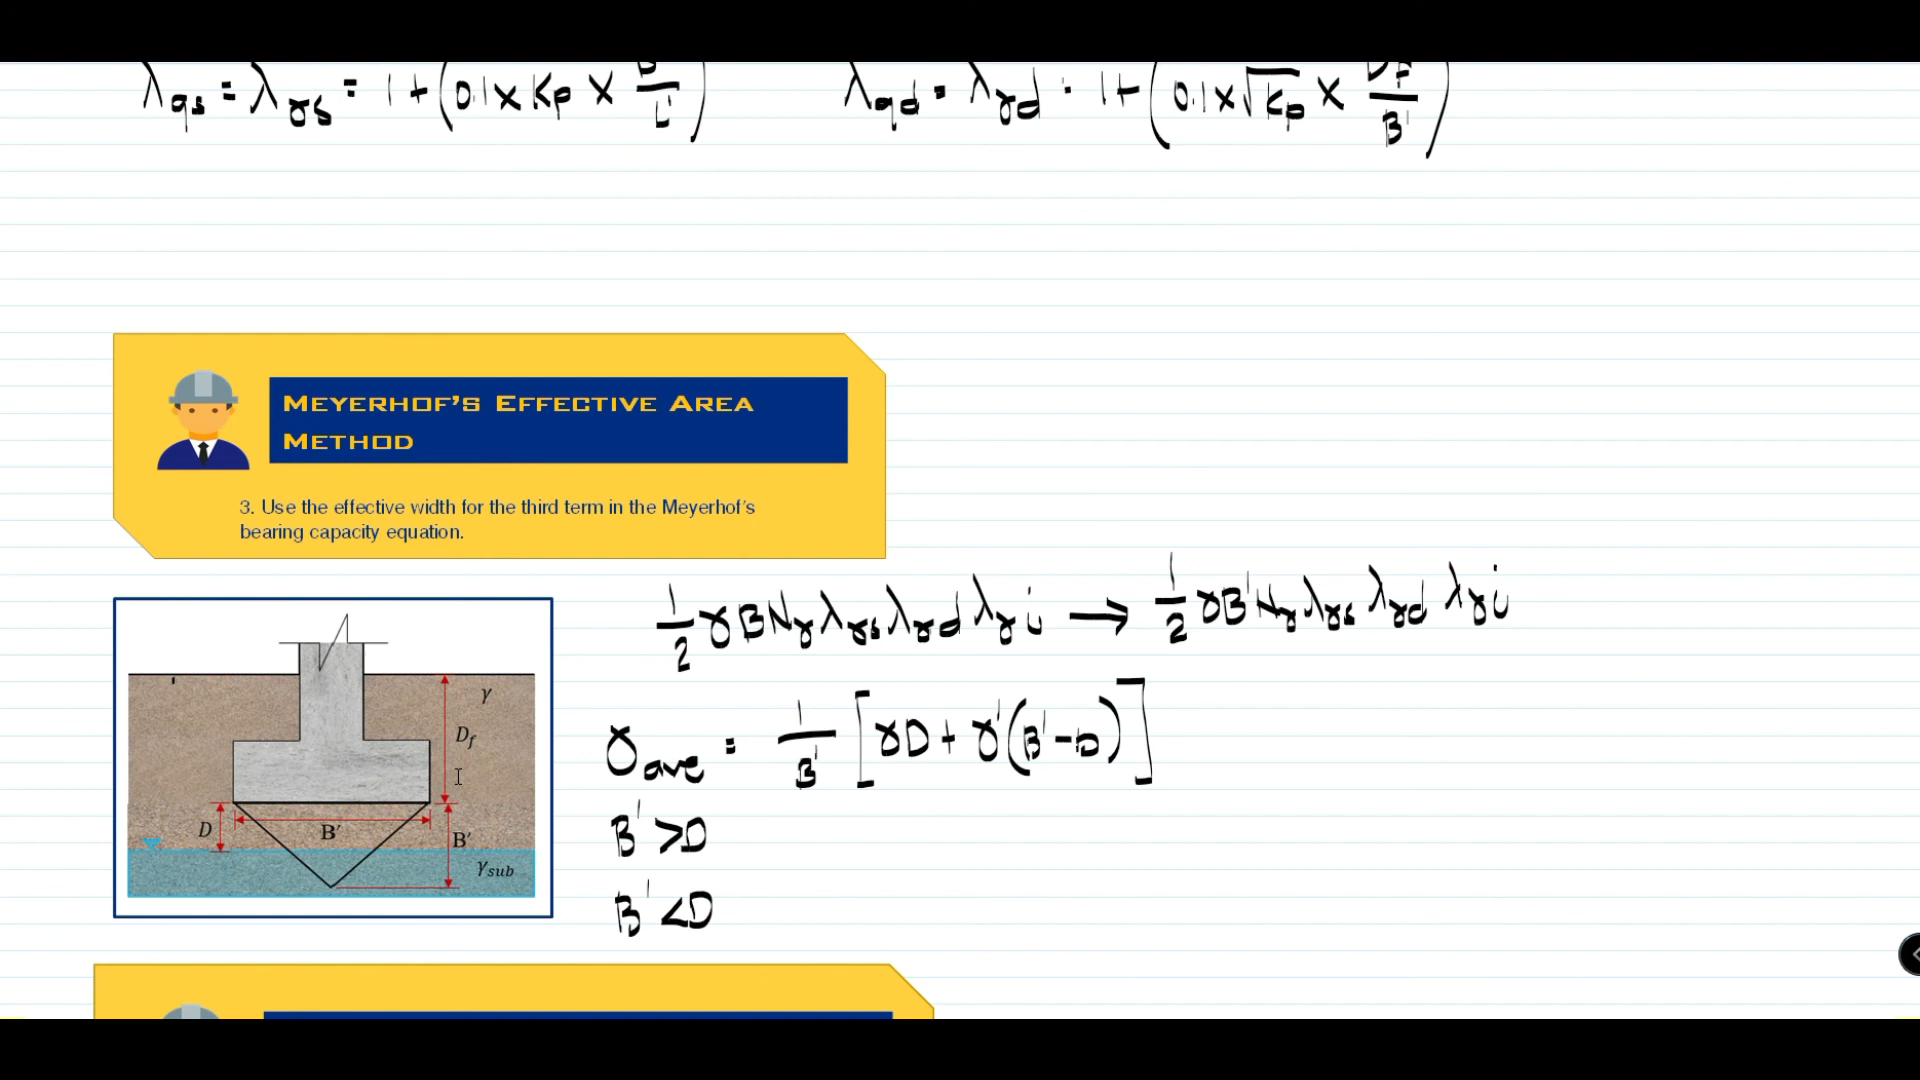 λqs = λγs = 1 + (0.1 x Kp x B'/L')
λqd = λγd = 1 + (0.1 x √Kp x Df/B')
MEYERHOF'S EFFECTIVE AREA
METHOD
3. Use the effective width for the third term in the Meyerhof's
bearing capacity equation.
1/2 γBNγλγsλγdλγi → 1/2 γB'Nγλγsλγdλγi
γave = 1/B' [γD + γ'(B'-D)]
B' > D
B' < D
γ
Df
D
B'
B'
γsub